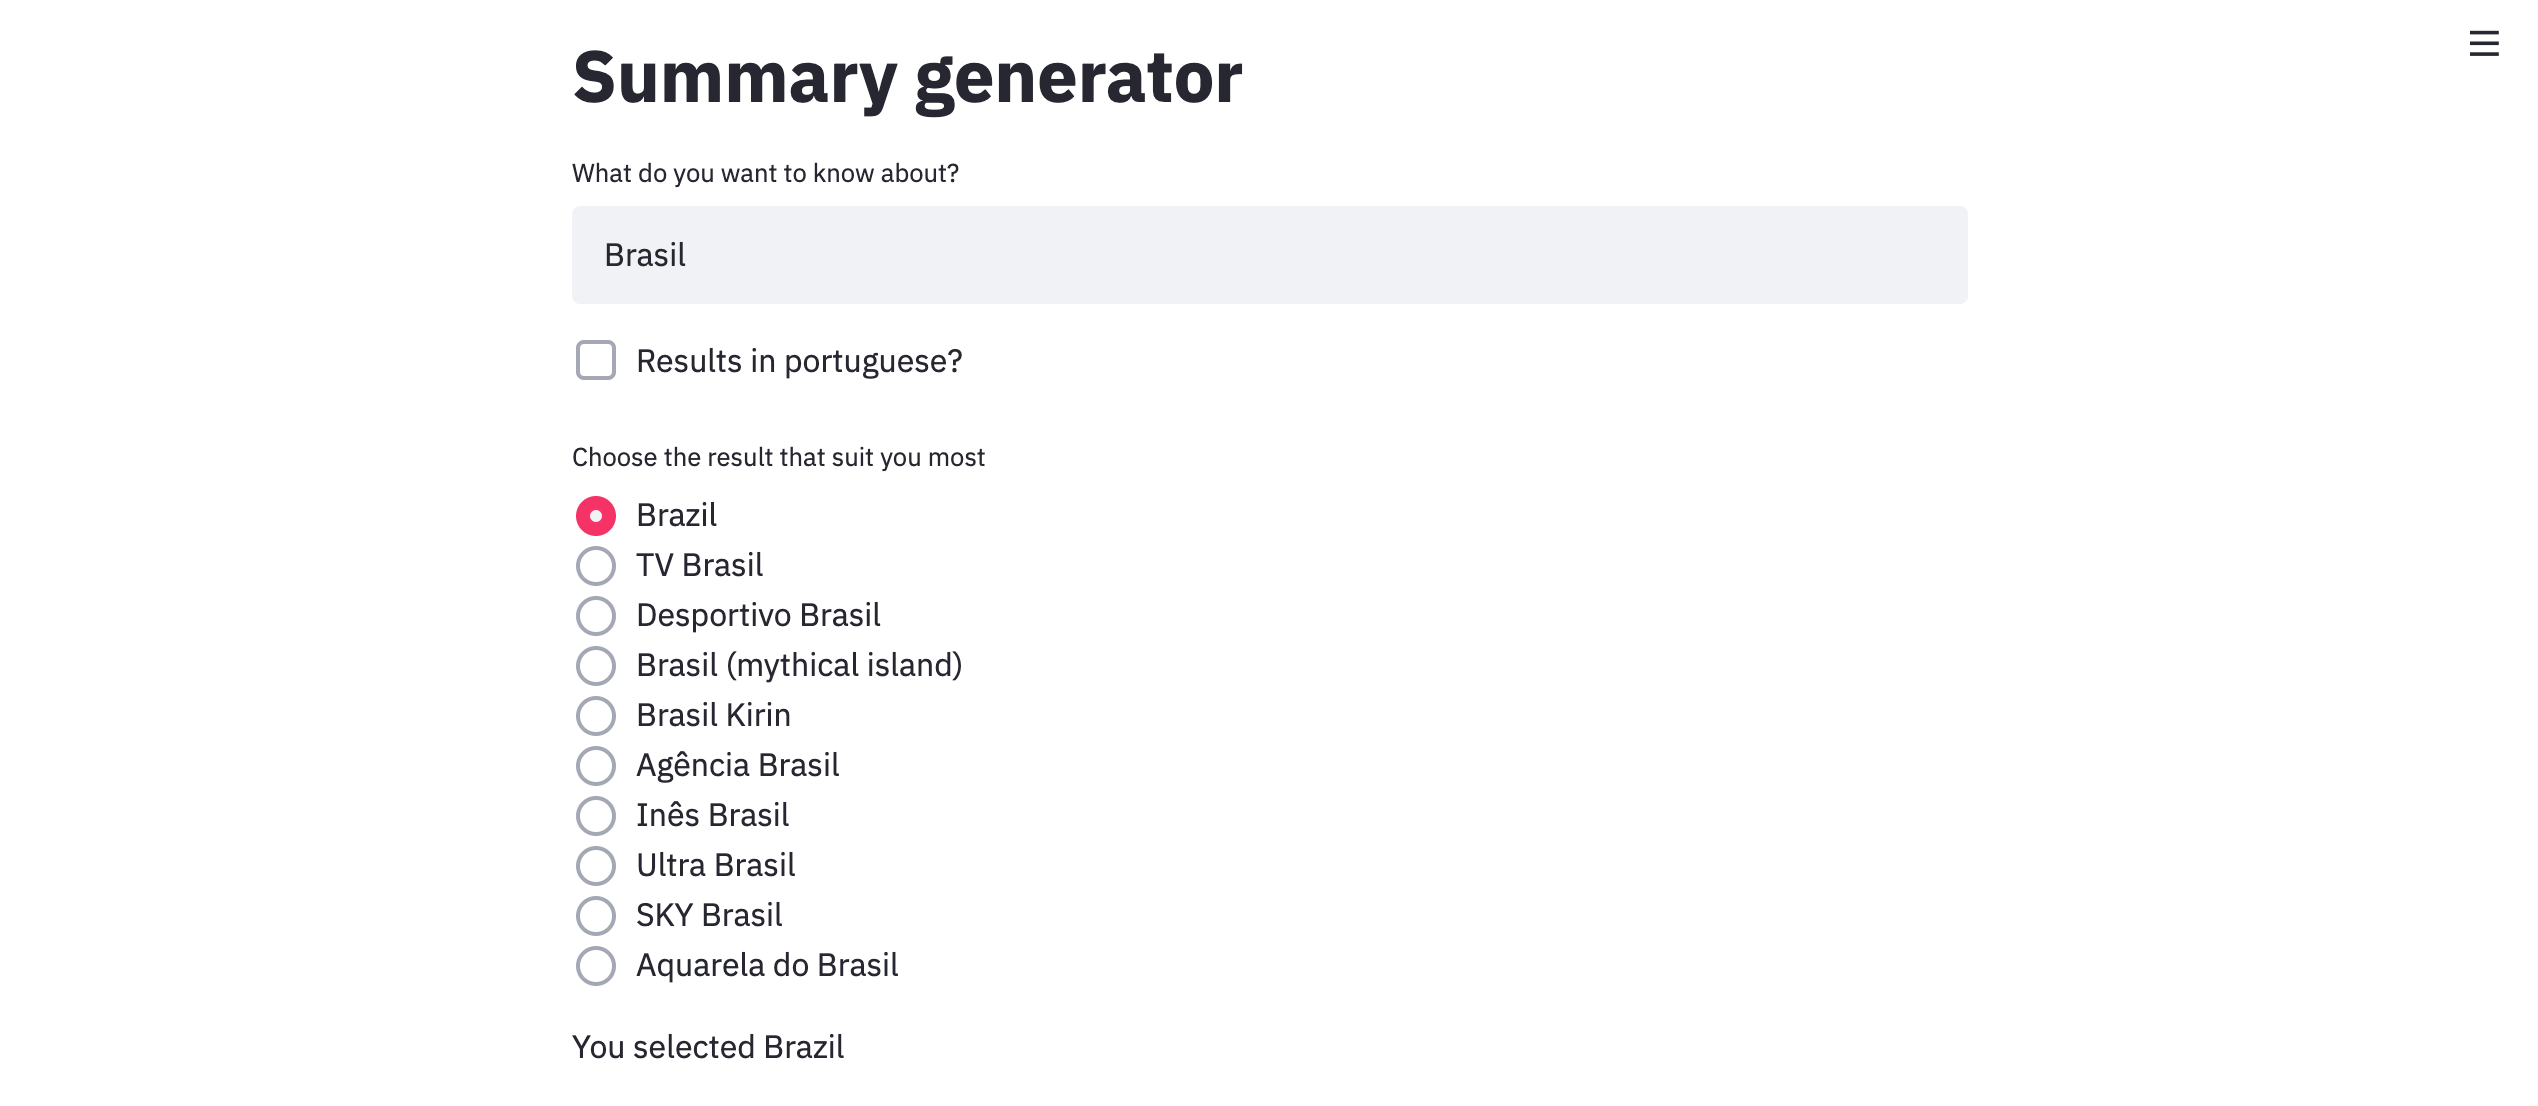 Summary generator
What do you want to know about?
Brasil
Results in portuguese?
Choose the result that suit you most
Brazil
TV Brasil
Desportivo Brasil
Brasil (mythical island)
Brasil Kirin
Agência Brasil
Inês Brasil
Ultra Brasil
SKY Brasil
Aquarela do Brasil
You selected Brazil